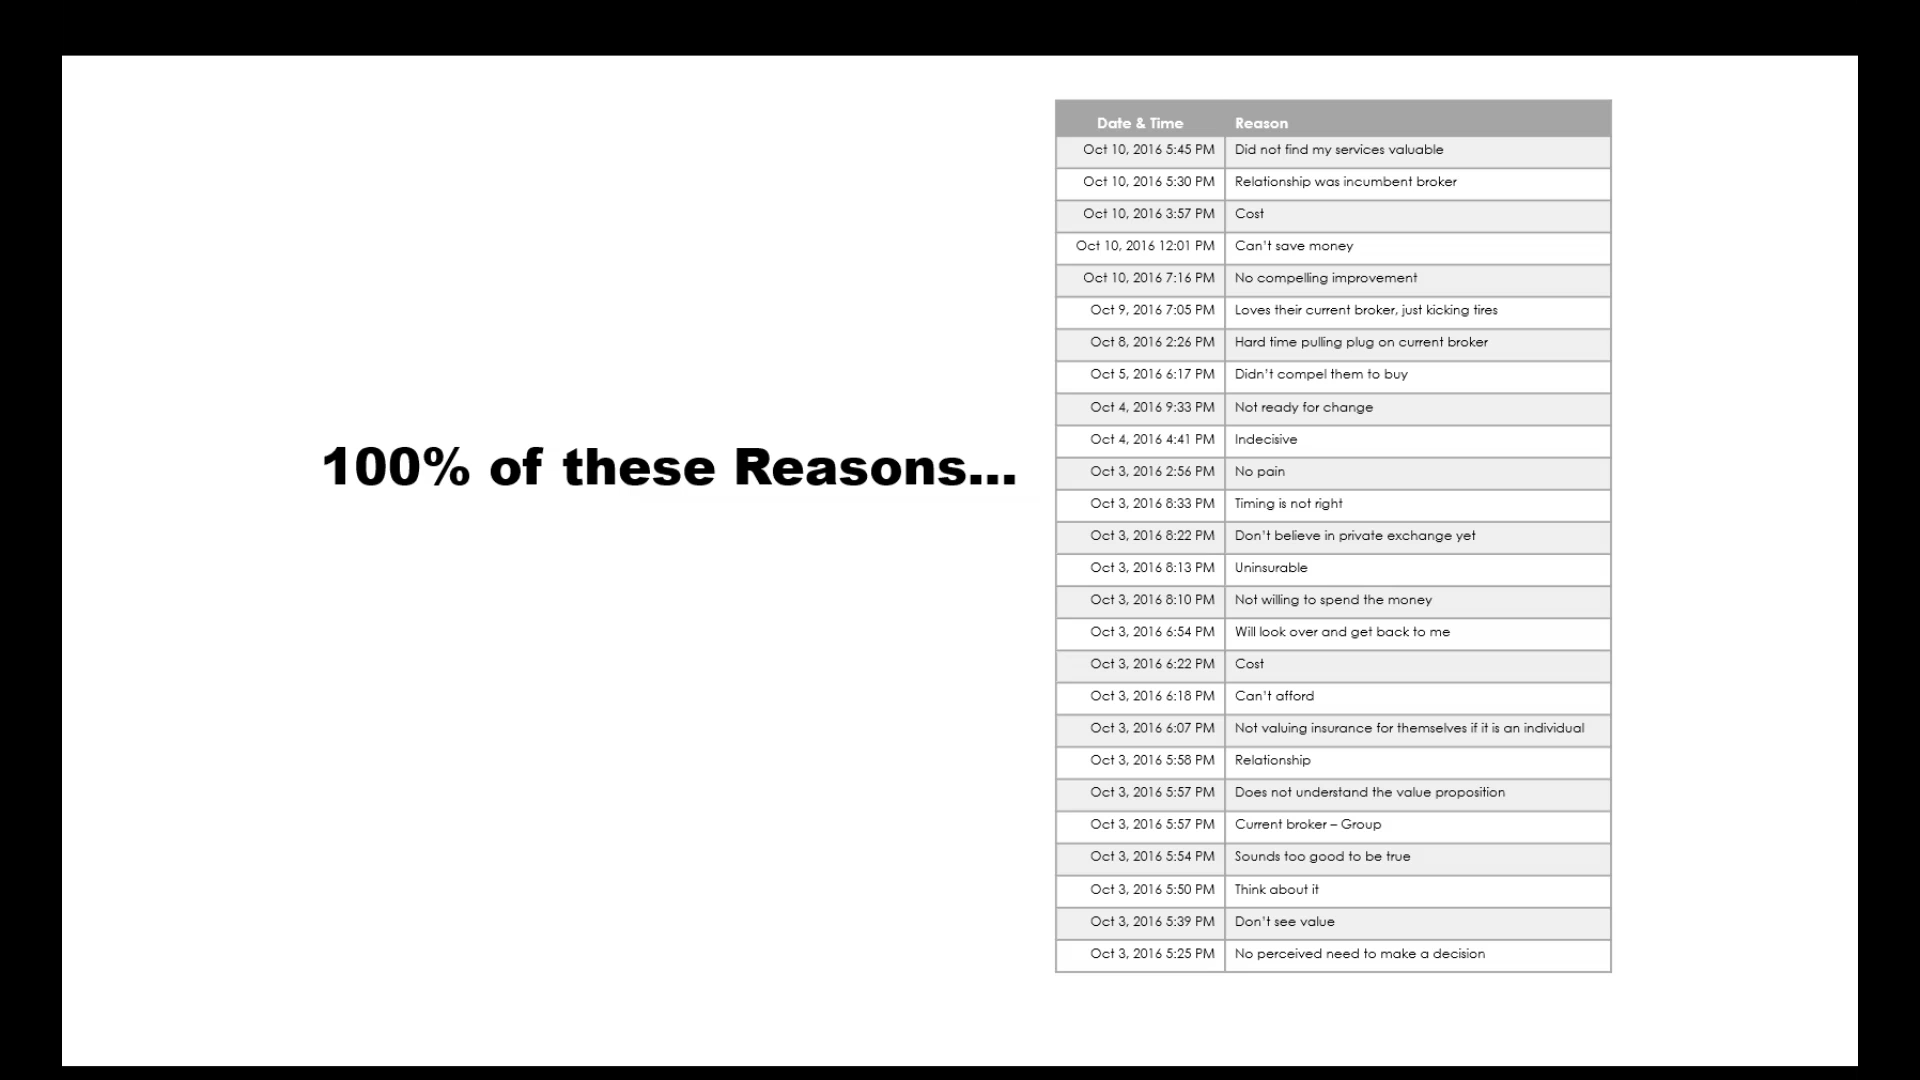 100% of these Reasons...
Date & Time Reason
Oct 10, 2016 5:45 PM Did not find my services valuable
Oct 10, 2016 5:30 PM Relationship was incumbent broker
Oct 10, 2016 3:57 PM Cost
Oct 10, 2016 12:01 PM Can't save money
Oct 10, 2016 7:16 PM No compelling improvement
Oct 9, 2016 7:05 PM Loves their current broker, just kicking tires
Oct 8, 2016 2:26 PM Hard time pulling plug on current broker
Oct 5, 2016 6:17 PM Didn't compel them to buy
Oct 4, 2016 9:33 PM Not ready for change
Oct 4, 2016 4:41 PM Indecisive
Oct 3, 2016 2:56 PM No pain
Oct 3, 2016 8:33 PM Timing is not right
Oct 3, 2016 8:22 PM Don't believe in private exchange yet
Oct 3, 2016 8:13 PM Uninsurable
Oct 3, 2016 8:10 PM Not willing to spend the money
Oct 3, 2016 6:54 PM Will look over and get back to me
Oct 3, 2016 6:22 PM Cost
Oct 3, 2016 6:18 PM Can't afford
Oct 3, 2016 6:07 PM Not valuing insurance for themselves if it is an individual
Oct 3, 2016 5:58 PM Relationship
Oct 3, 2016 5:57 PM Does not understand the value proposition
Oct 3, 2016 5:57 PM Current broker – Group
Oct 3, 2016 5:54 PM Sounds too good to be true
Oct 3, 2016 5:50 PM Think about it
Oct 3, 2016 5:39 PM Don't see value
Oct 3, 2016 5:25 PM No perceived need to make a decision